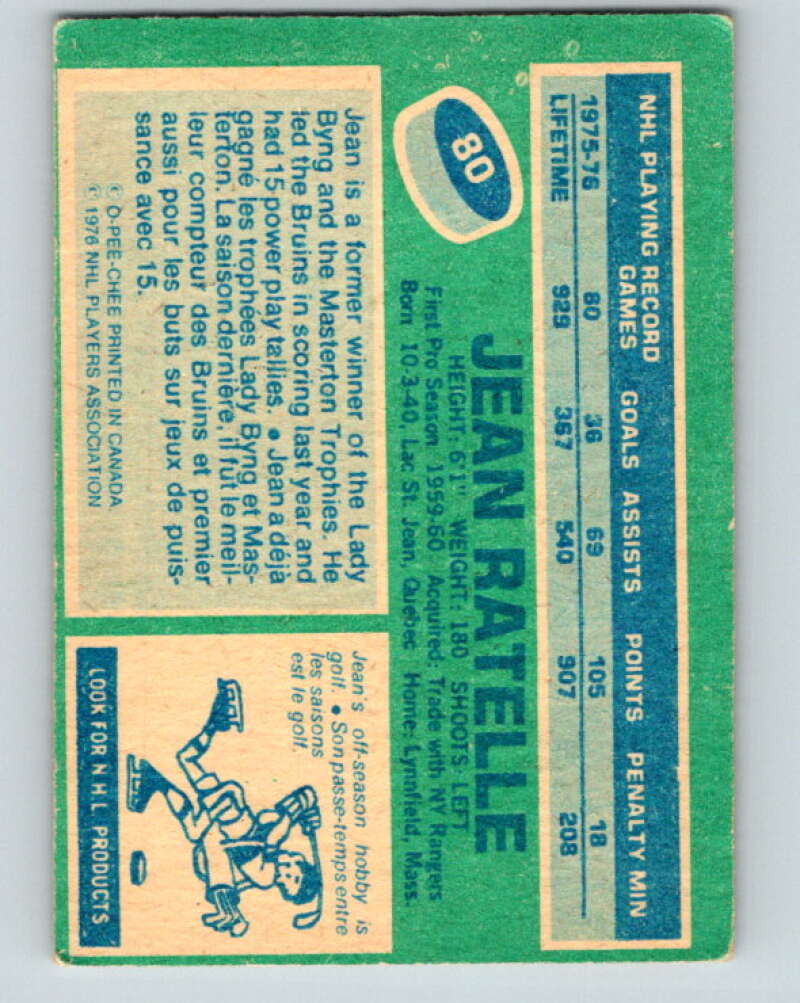 NHL PLAYING RECORD
GAMES GOALS ASSISTS POINTS PENALTY MIN
1975-76 80 36 69 105 18
LIFETIME 929 367 540 907 208
80
JEAN RATELLE
HEIGHT: 6'1" WEIGHT: 180 SHOOTS: LEFT
First Pro Season 1959-60 Acquired: Trade with NY Rangers
Born 10-3-40, Lac St. Jean, Quebec Home: Lynnfield, Mass.
Jean is a former winner of the Lady
Byng and the Masterton Trophies. He
led the Bruins in scoring last year and
had 15 power play tallies. • Jean a déjà
gagné les trophées Lady Byng et Mas-
terton. La saison dernière, il fut le meil-
leur compteur des Bruins et premier
aussi pour les buts sur jeux de puis-
sance avec 15.
© O-PEE-CHEE PRINTED IN CANADA
© 1976 NHL PLAYERS ASSOCIATION
Jean's off-season hobby is
golf. • Son passe-temps entre
les saisons
est le golf.
LOOK FOR N.H.L. PRODUCTS